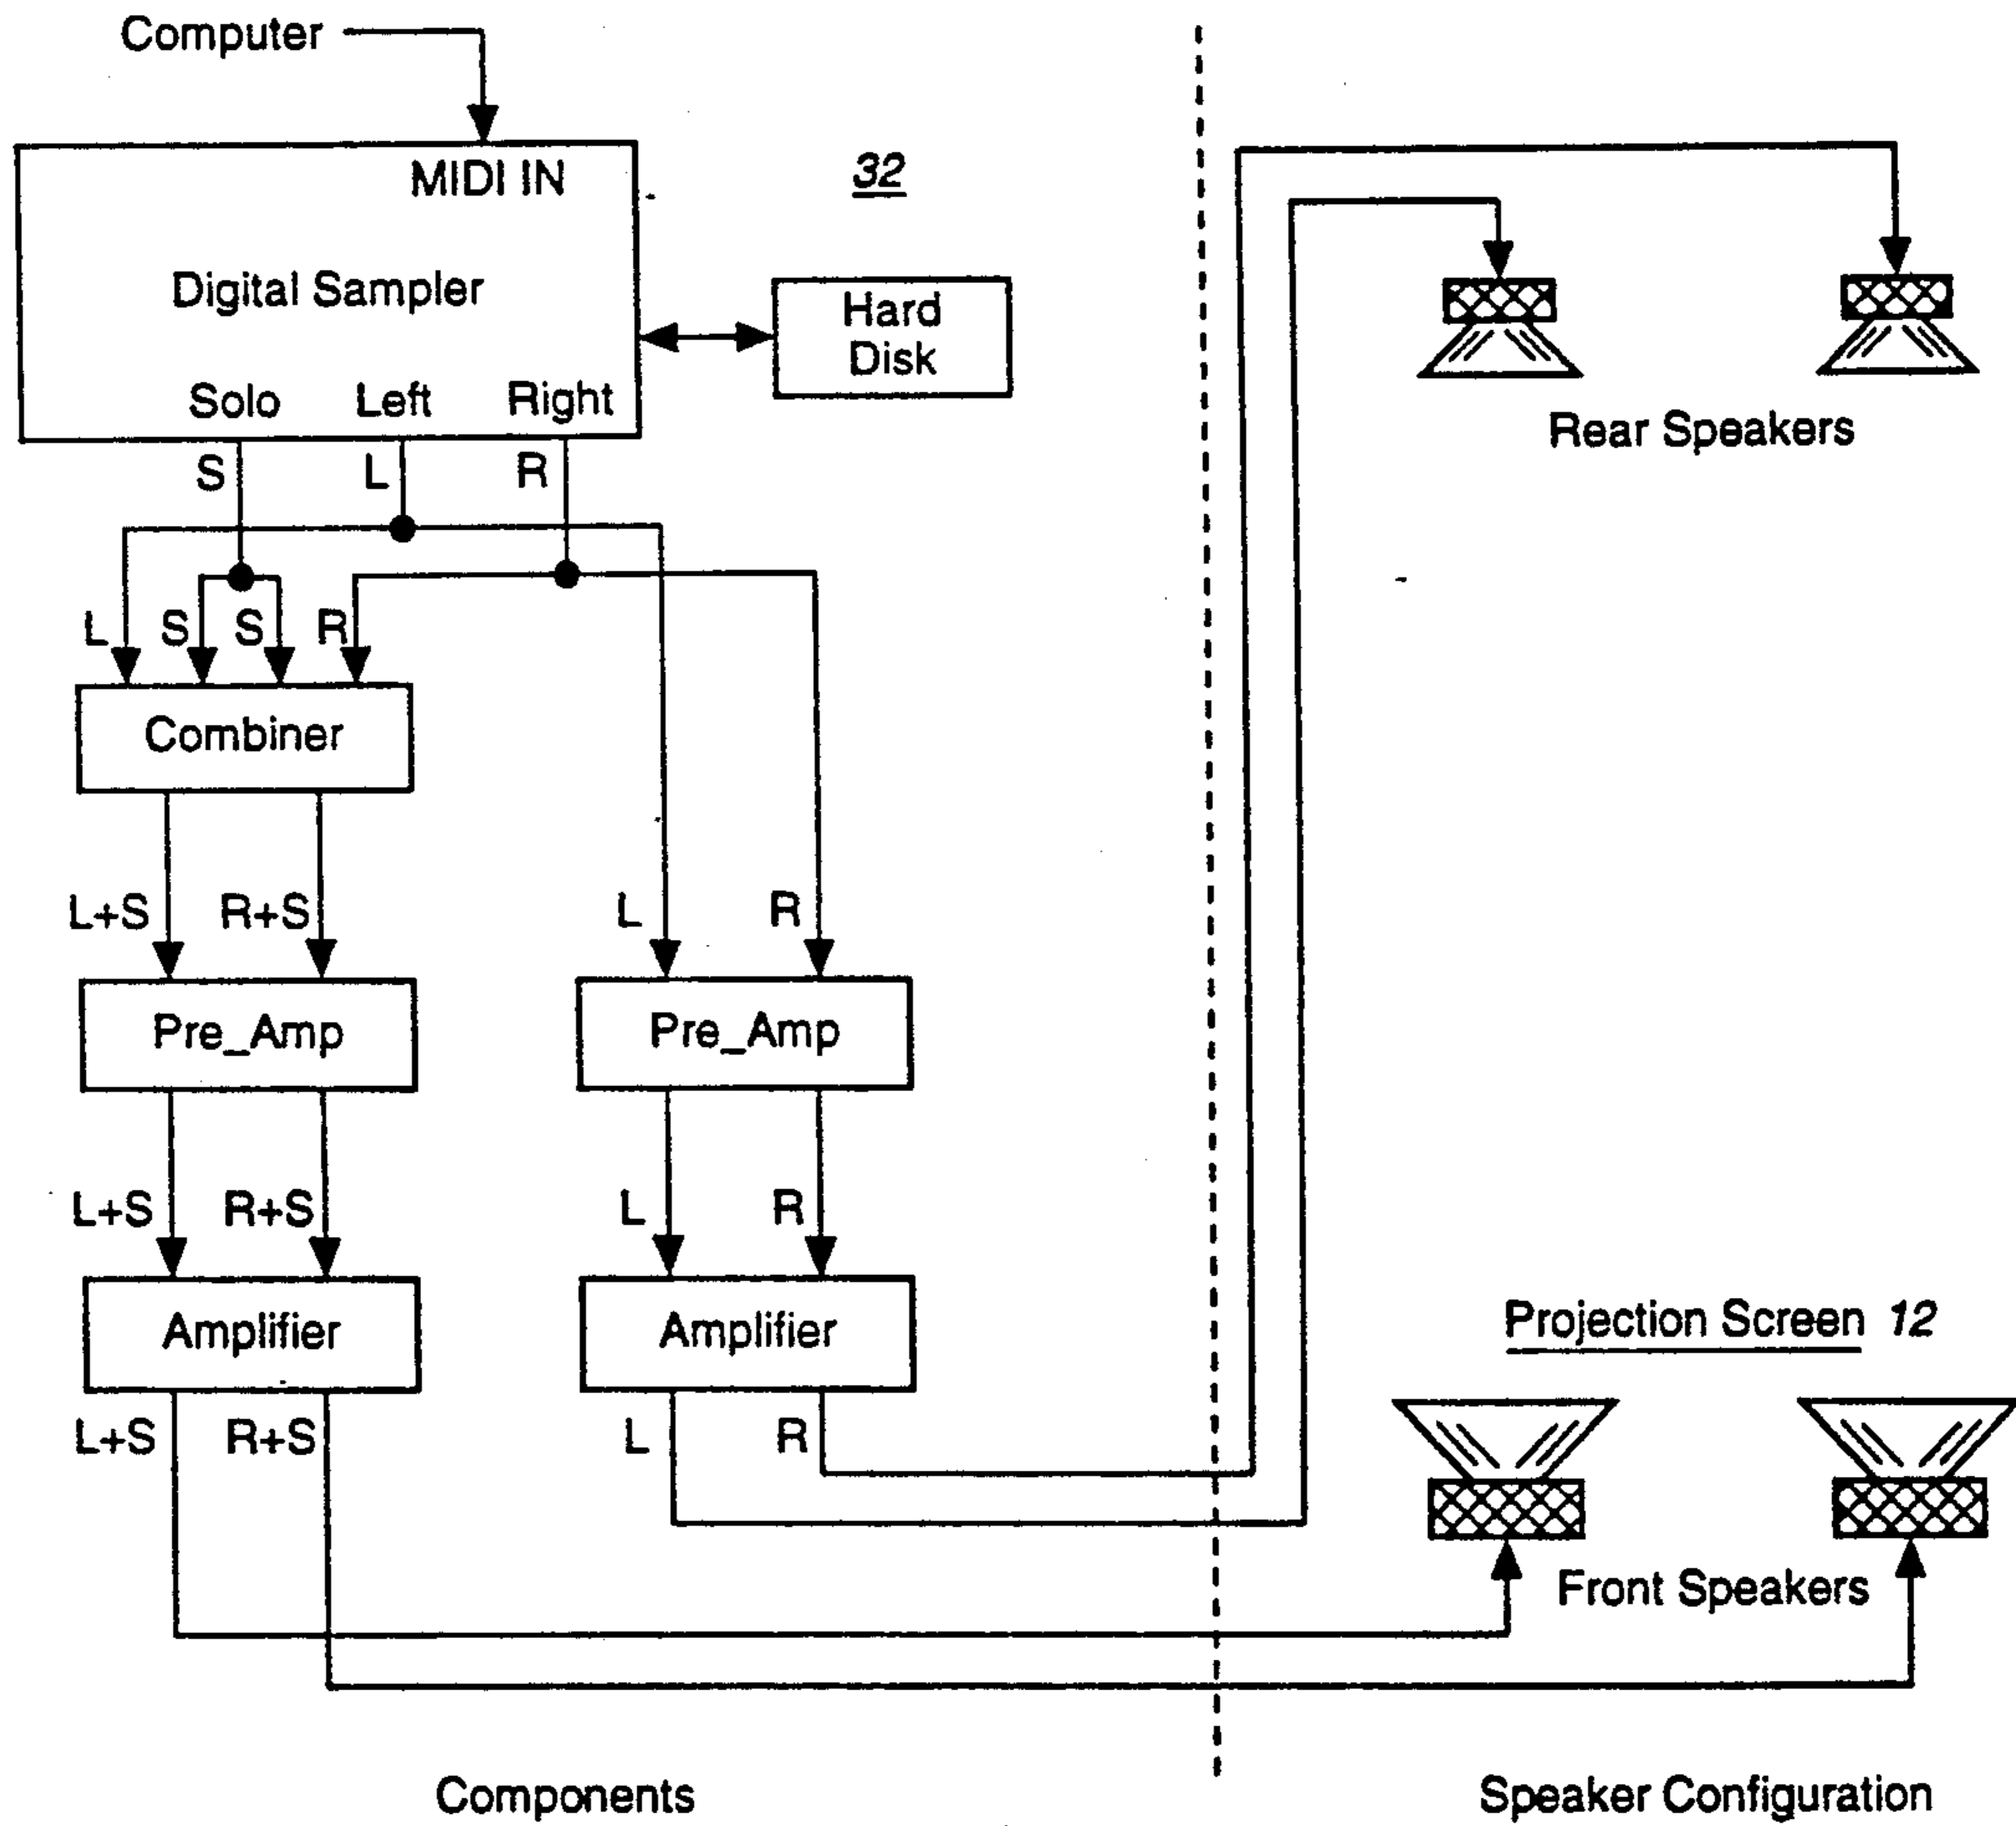 Computer
MIDI IN
32
Digital Sampler
Hard
Disk
Solo Left Right
Rear Speakers
S L R
L S S R
Combiner
L+S R+S L R
Pre_Amp Pre_Amp
L+S R+S L R
Projection Screen 12
Amplifier Amplifier
L+S R+S L R
Front Speakers
Components Speaker Configuration